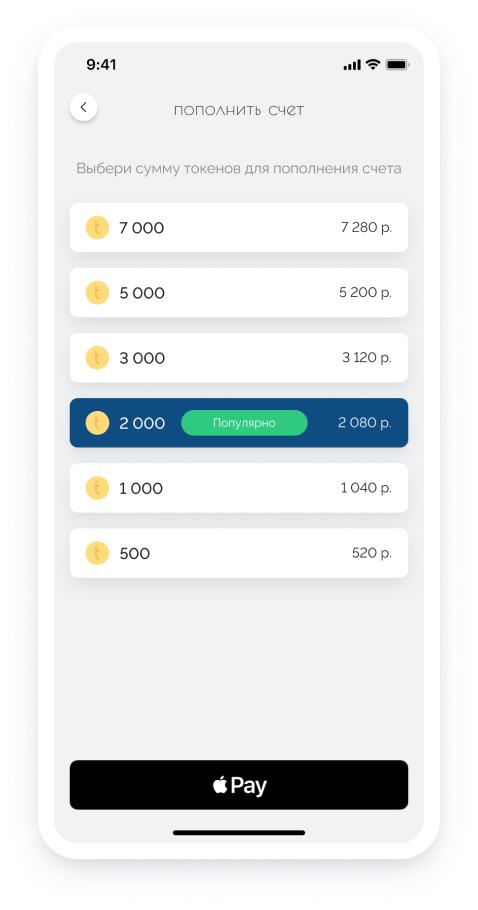 9:41
ПОПОЛНИТЬ СЧЕТ
Выбери сумму токенов для пополнения счета
t 7 000 7 280 р.
t 5 000 5 200 р.
t 3 000 3 120 р.
t 2 000 Популярно 2 080 р.
t 1 000 1 040 р.
t 500 520 р.
Pay